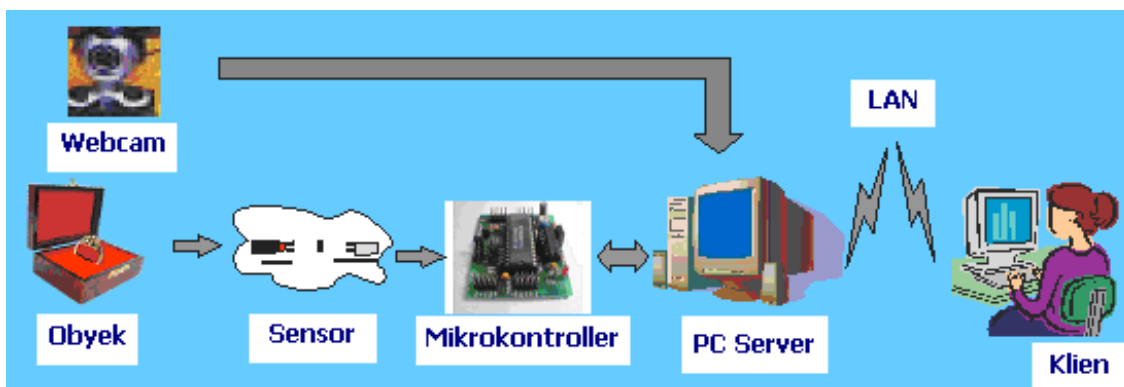 Webcam
LAN
Obyek
Sensor
Mikrokontroller
PC Server
Klien